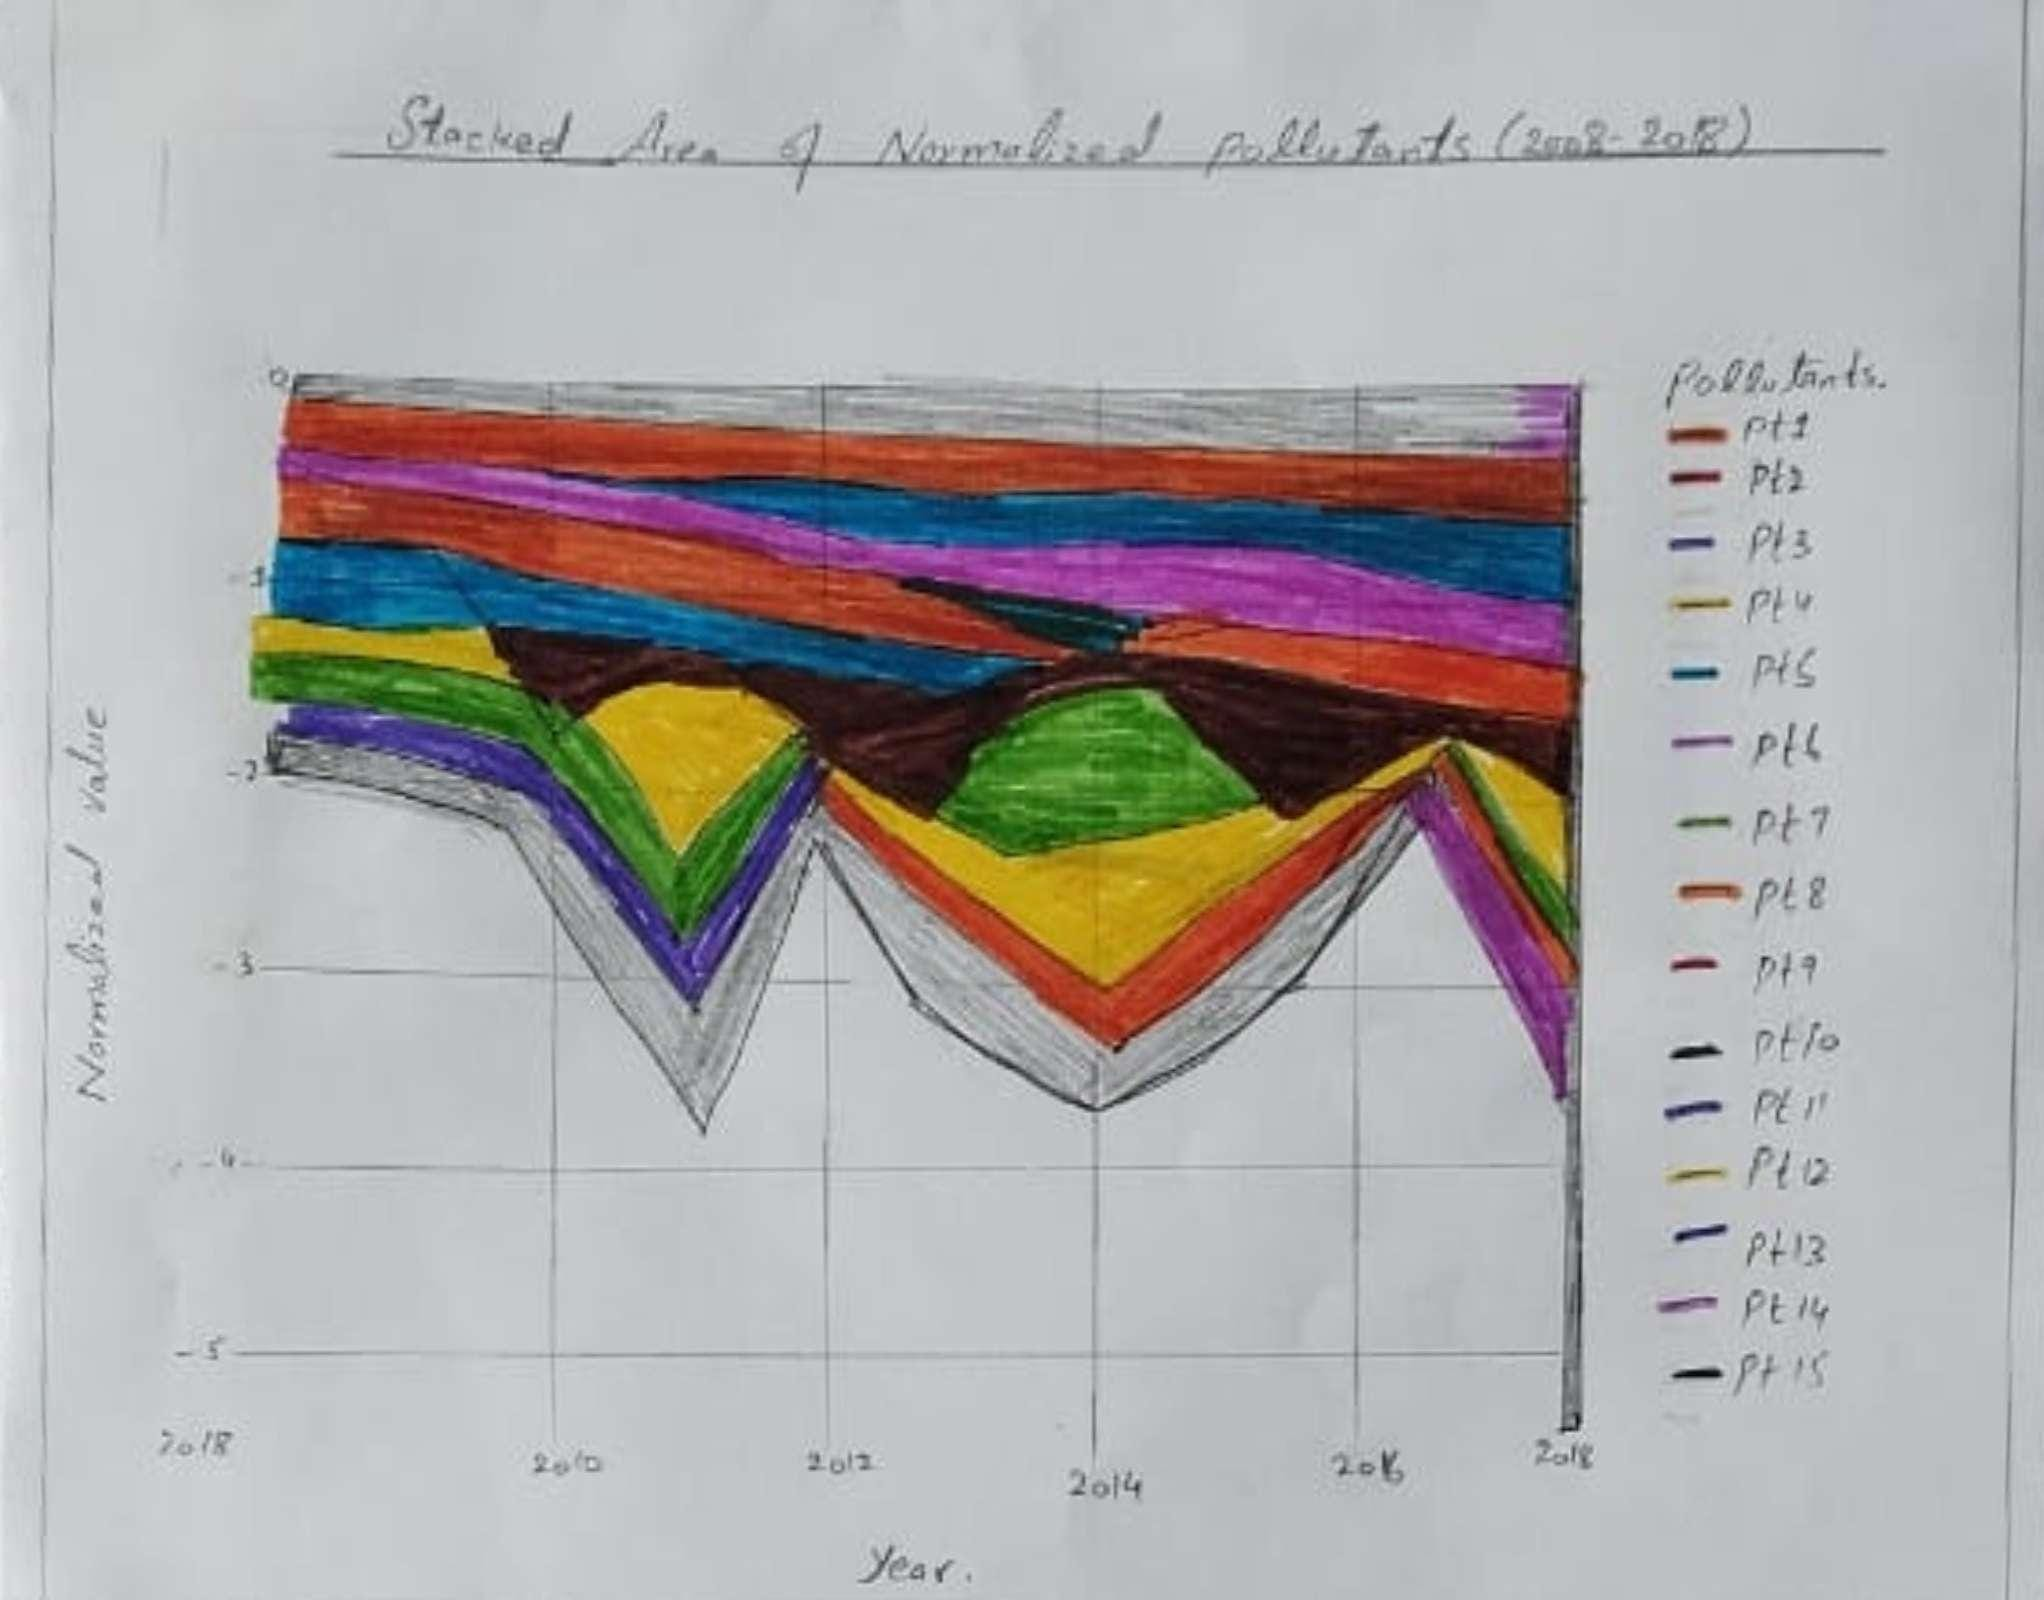 Stacked Area of Normalized pollutants (2008-2018)
0
-1
-2
-3
-4
-5
Normalized value
2018
2010
2012
2014
2016
2018
Year.
pollutants.
pt1
pt2
pt3
pt4
pt5
pt6
pt7
pt8
pt9
pt10
pt11
pt12
pt13
pt14
pt15